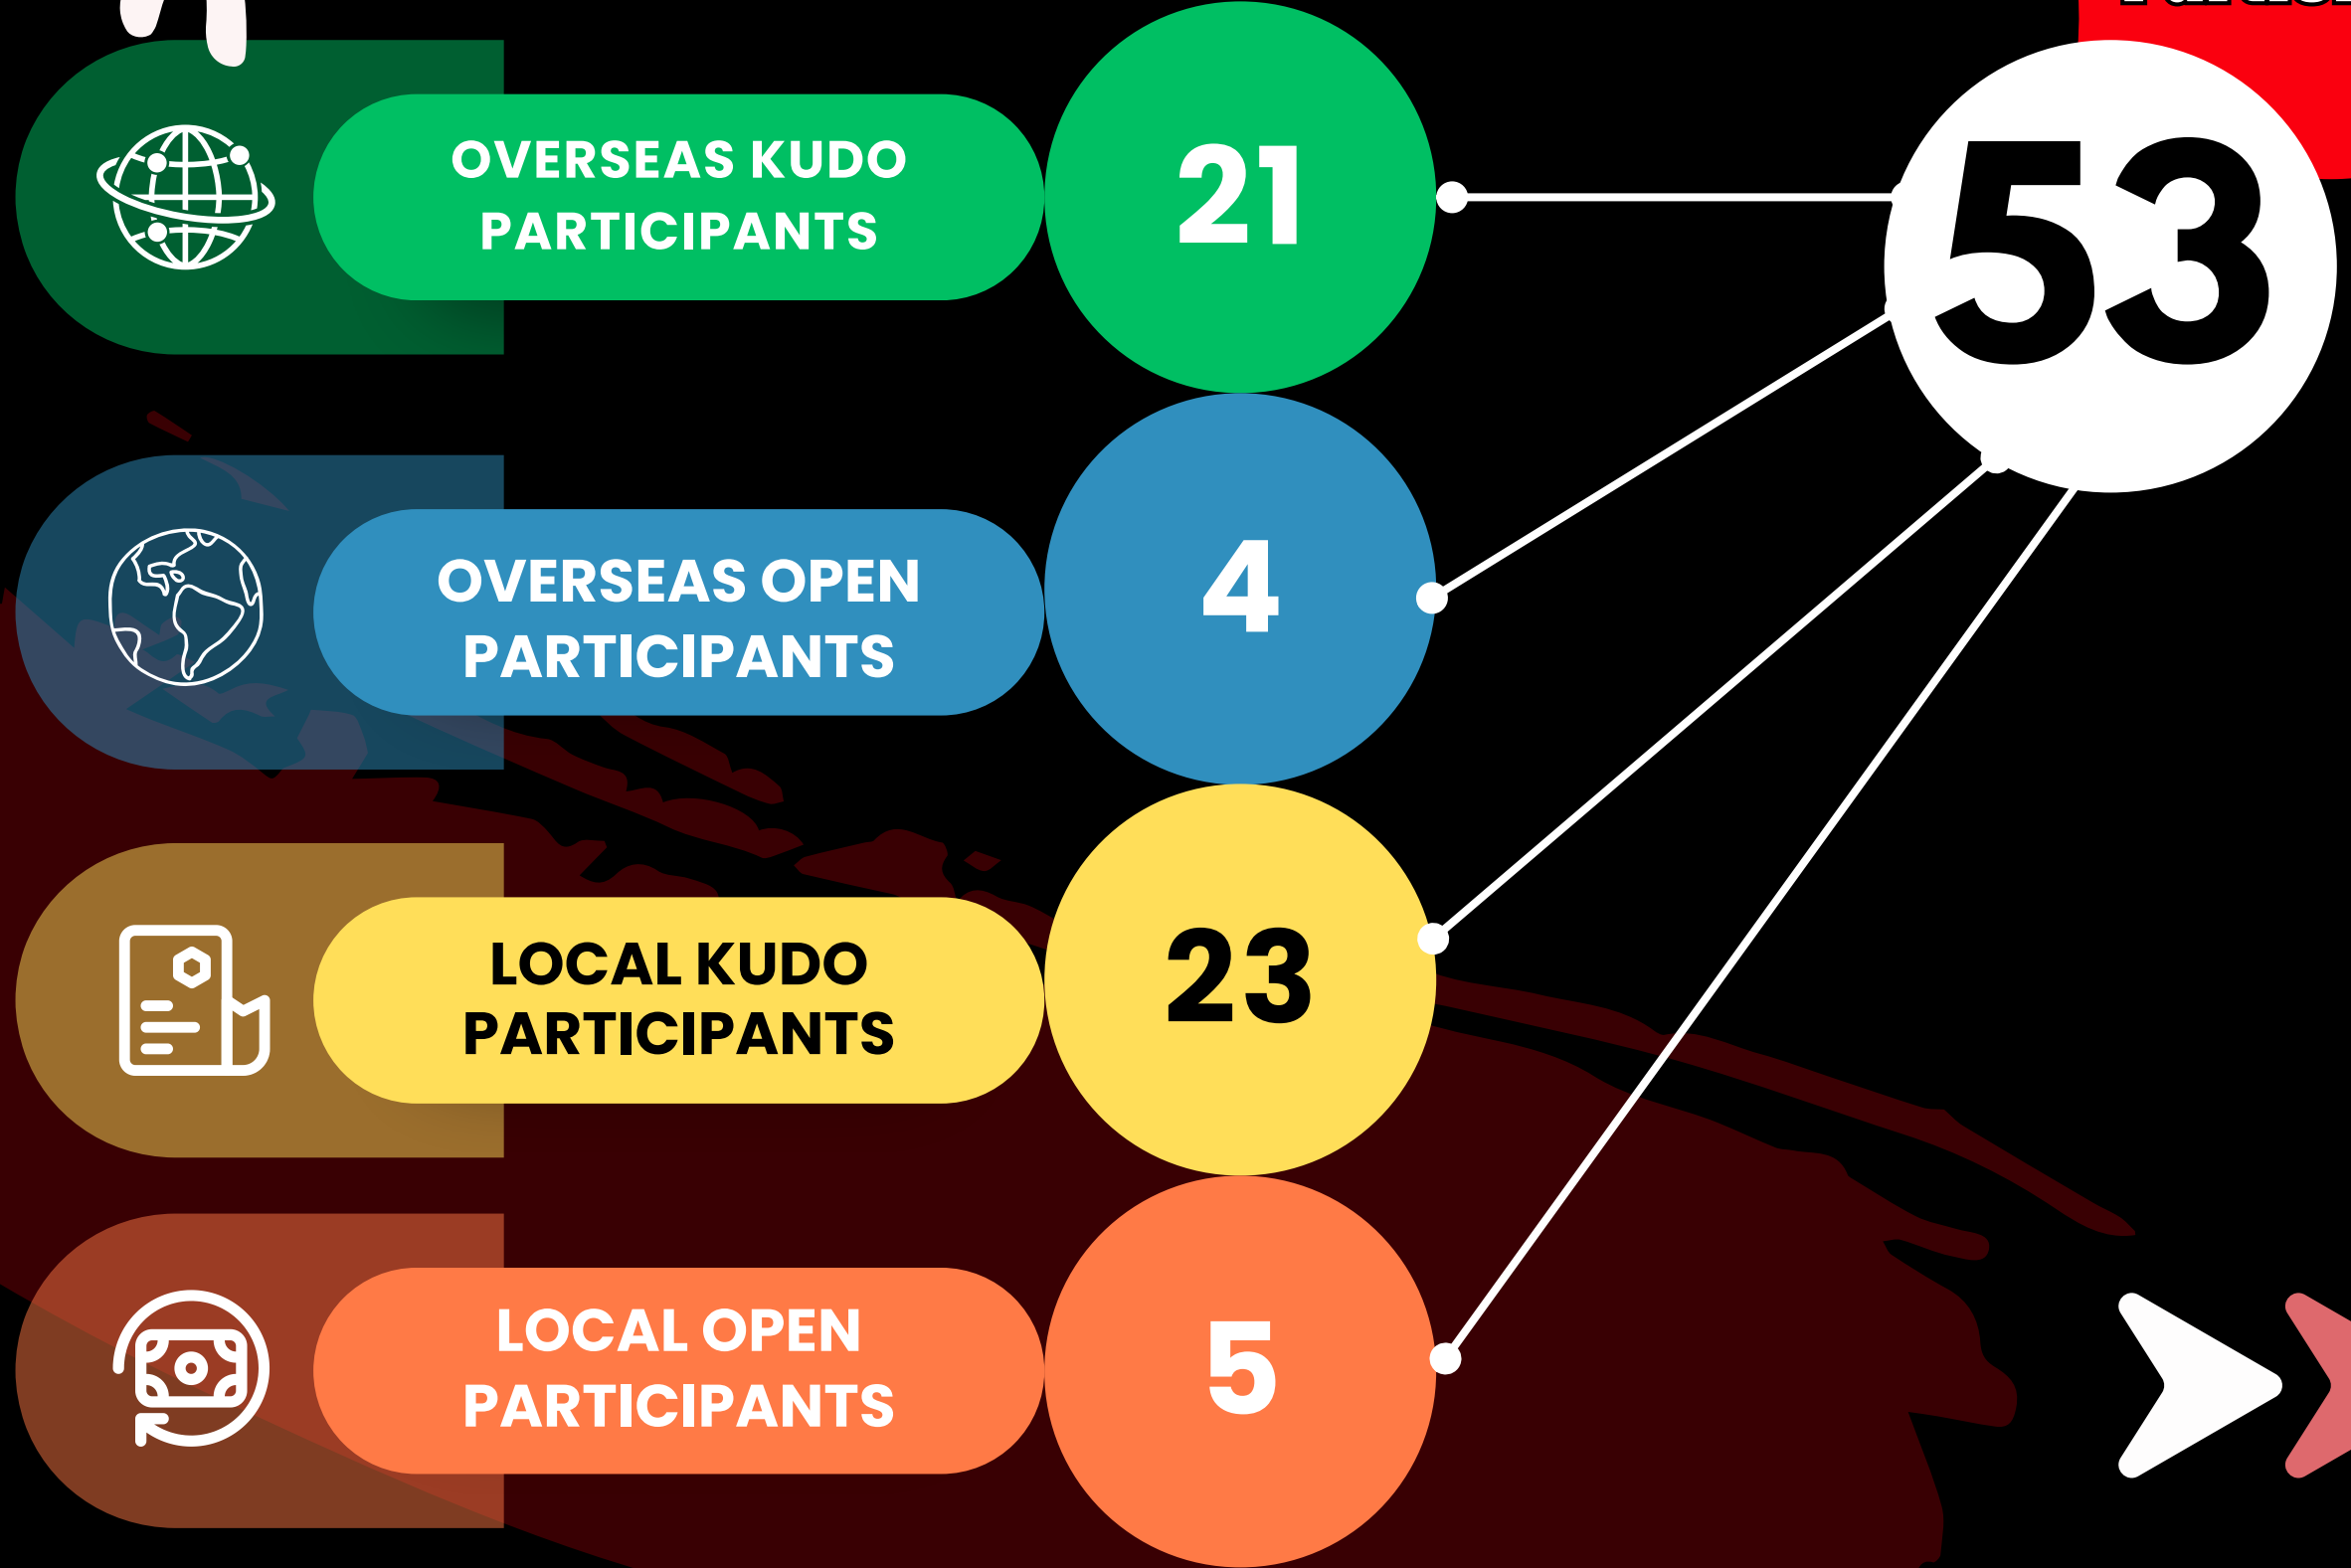 OVERSEAS KUDO
PARTICIPANTS
21
53
OVERSEAS OPEN
PARTICIPANTS
4
LOCAL KUDO
PARTICIPANTS
23
LOCAL OPEN
PARTICIPANTS
5